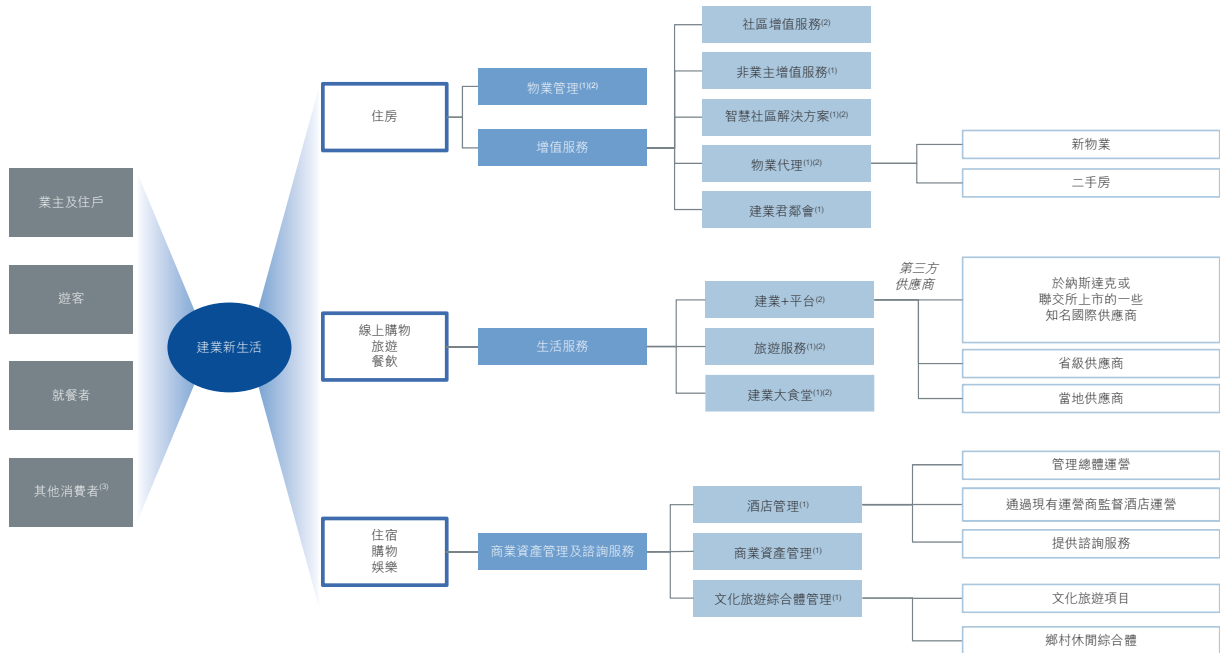 業主及住戶
遊客
就餐者
其他消費者(3)
建業新生活
住房
物業管理(1)(2)
增值服務
社區增值服務(2)
非業主增值服務(1)
智慧社區解決方案(1)(2)
物業代理(1)(2)
建業君鄰會(1)
新物業
二手房
線上購物
旅遊
餐飲
生活服務
建業+平台(2)
旅遊服務(1)(2)
建業大食堂(1)(2)
第三方
供應商
於納斯達克或
聯交所上市的一些
知名國際供應商
省級供應商
當地供應商
住宿
購物
娛樂
商業資產管理及諮詢服務
酒店管理(1)
商業資產管理(1)
文化旅遊綜合體管理(1)
管理總體運營
通過現有運營商監督酒店運營
提供諮詢服務
文化旅遊項目
鄉村休閒綜合體